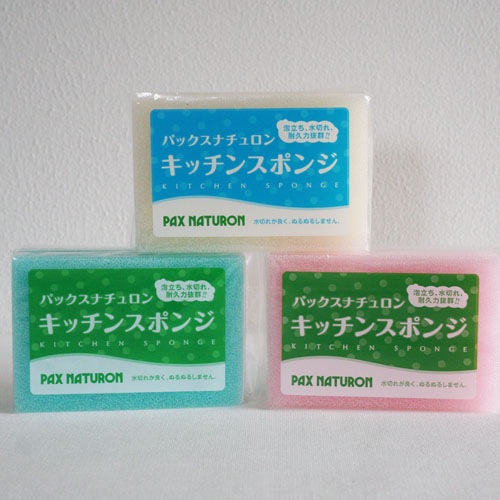 泡立ち、水切れ、
耐久力抜群!!
パックスナチュロン
キッチンスポンジ
KITCHEN SPONGE
PAX NATURON 水切れが良く、ぬるぬるしません。
泡立ち、水切れ、
耐久力抜群!!
パックスナチュロン
キッチンスポンジ
KITCHEN SPONGE
PAX NATURON 水切れが良く、ぬるぬるしません。
泡立ち、水切れ、
耐久力抜群!!
パックスナチュロン
キッチンスポンジ
KITCHEN SPONGE
PAX NATURON 水切れが良く、ぬるぬるしません。